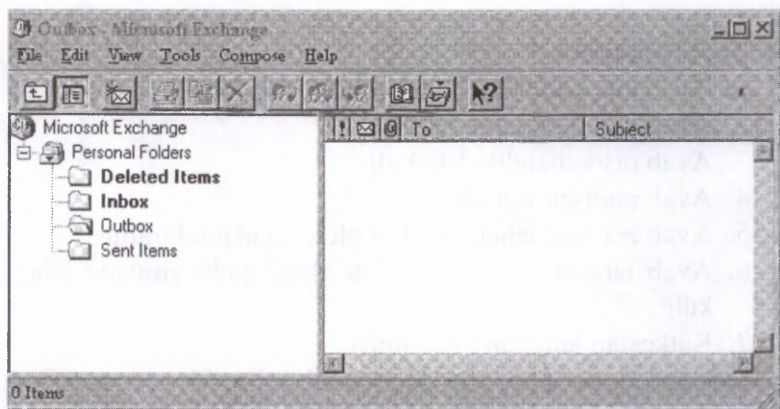 Outbox - Microsoft Exchange
File Edit View Tools Compose Help
Microsoft Exchange
! To Subject
Personal Folders
Deleted Items
Inbox
Outbox
Sent Items
0 Items